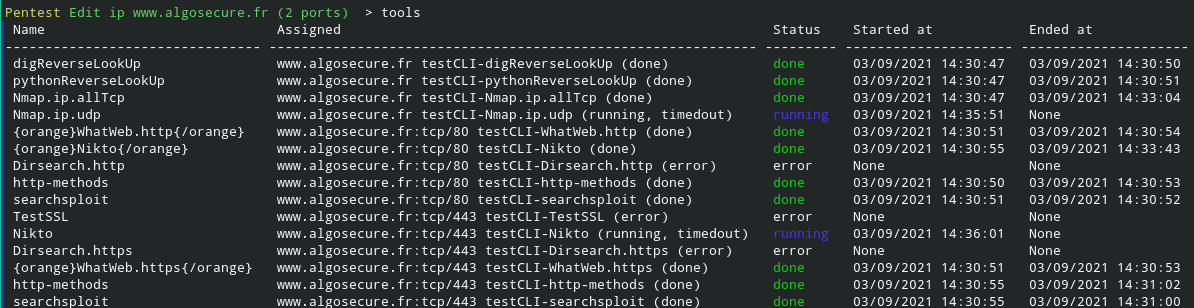 Pentest Edit ip www.algosecure.fr (2 ports)  > tools
Name Assigned Status Started at Ended at
------------------------------- ----------------------------------------------------------- -------- ------------------- -------------------
digReverseLookUp www.algosecure.fr testCLI-digReverseLookUp (done) done 03/09/2021 14:30:47 03/09/2021 14:30:50
pythonReverseLookUp www.algosecure.fr testCLI-pythonReverseLookUp (done) done 03/09/2021 14:30:47 03/09/2021 14:30:51
Nmap.ip.allTcp www.algosecure.fr testCLI-Nmap.ip.allTcp (done) done 03/09/2021 14:30:47 03/09/2021 14:33:04
Nmap.ip.udp www.algosecure.fr testCLI-Nmap.ip.udp (running, timedout) running 03/09/2021 14:35:51 None
{orange}WhatWeb.http{/orange} www.algosecure.fr:tcp/80 testCLI-WhatWeb.http (done) done 03/09/2021 14:30:51 03/09/2021 14:30:54
{orange}Nikto{/orange} www.algosecure.fr:tcp/80 testCLI-Nikto (done) done 03/09/2021 14:30:55 03/09/2021 14:33:43
Dirsearch.http www.algosecure.fr:tcp/80 testCLI-Dirsearch.http (error) error None None
http-methods www.algosecure.fr:tcp/80 testCLI-http-methods (done) done 03/09/2021 14:30:50 03/09/2021 14:30:53
searchsploit www.algosecure.fr:tcp/80 testCLI-searchsploit (done) done 03/09/2021 14:30:51 03/09/2021 14:30:52
TestSSL www.algosecure.fr:tcp/443 testCLI-TestSSL (error) error None None
Nikto www.algosecure.fr:tcp/443 testCLI-Nikto (running, timedout) running 03/09/2021 14:36:01 None
Dirsearch.https www.algosecure.fr:tcp/443 testCLI-Dirsearch.https (error) error None None
{orange}WhatWeb.https{/orange} www.algosecure.fr:tcp/443 testCLI-WhatWeb.https (done) done 03/09/2021 14:30:51 03/09/2021 14:30:53
http-methods www.algosecure.fr:tcp/443 testCLI-http-methods (done) done 03/09/2021 14:30:55 03/09/2021 14:31:02
searchsploit www.algosecure.fr:tcp/443 testCLI-searchsploit (done) done 03/09/2021 14:30:55 03/09/2021 14:31:00